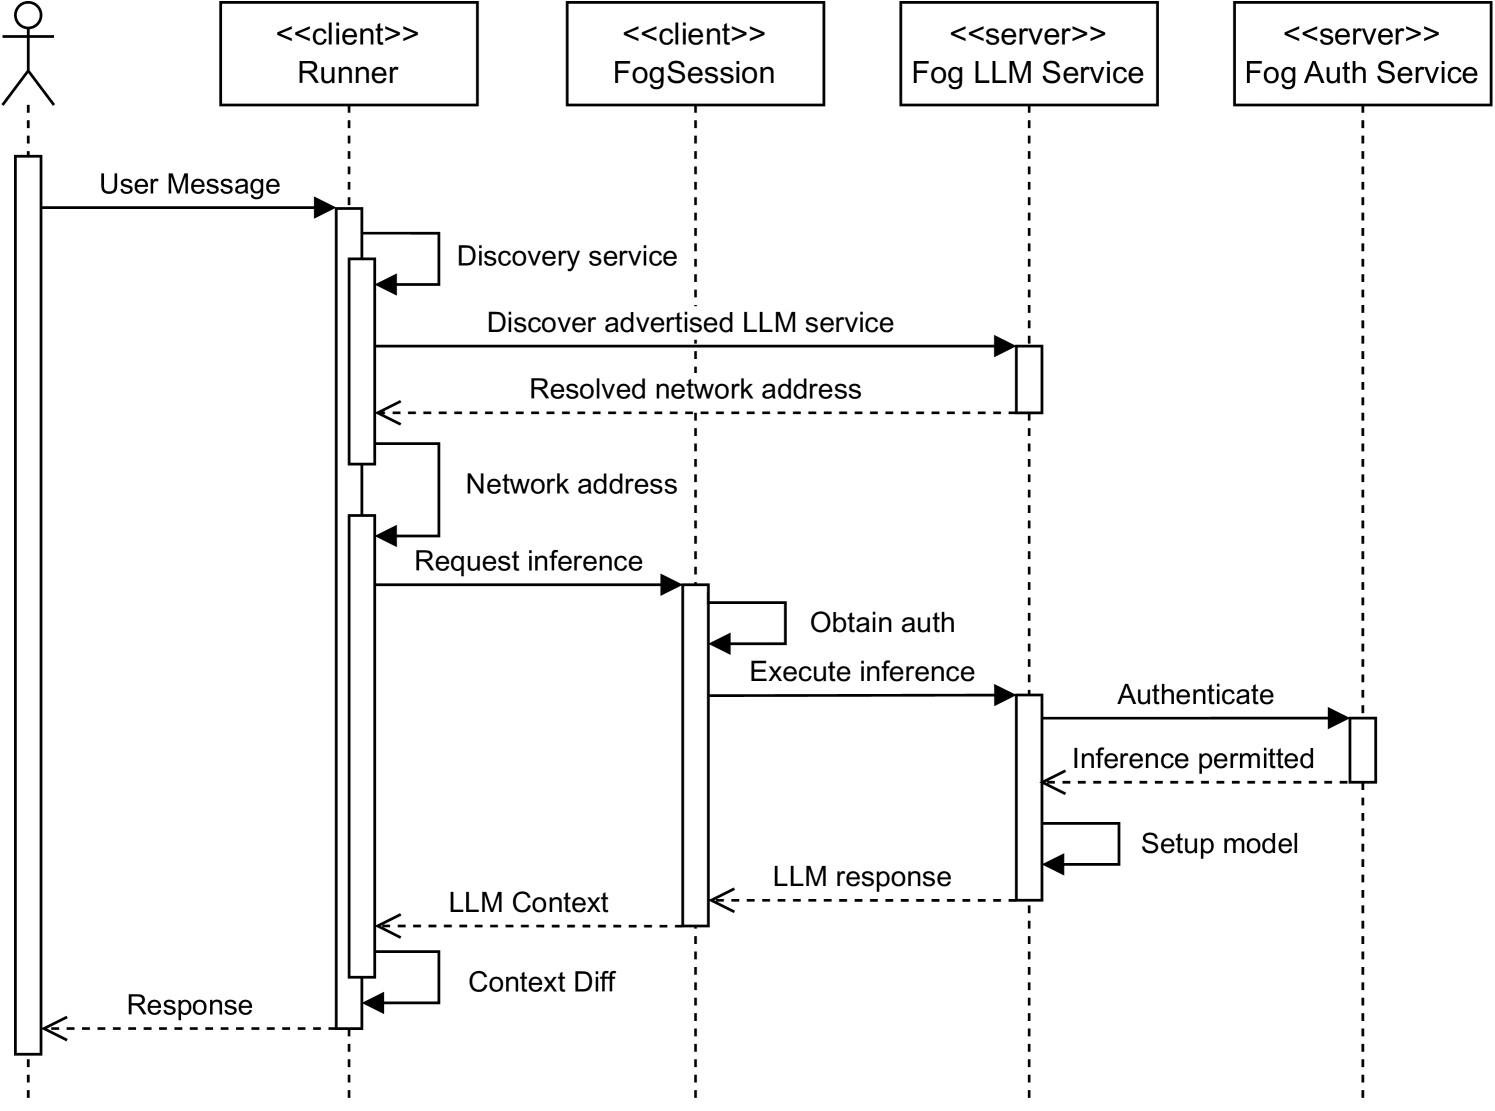 <<client>>
Runner
<<client>>
FogSession
<<server>>
Fog LLM Service
<<server>>
Fog Auth Service
User Message
Discovery service
Discover advertised LLM service
Resolved network address
Network address
Request inference
Obtain auth
Execute inference
Authenticate
Inference permitted
Setup model
LLM response
LLM Context
Context Diff
Response